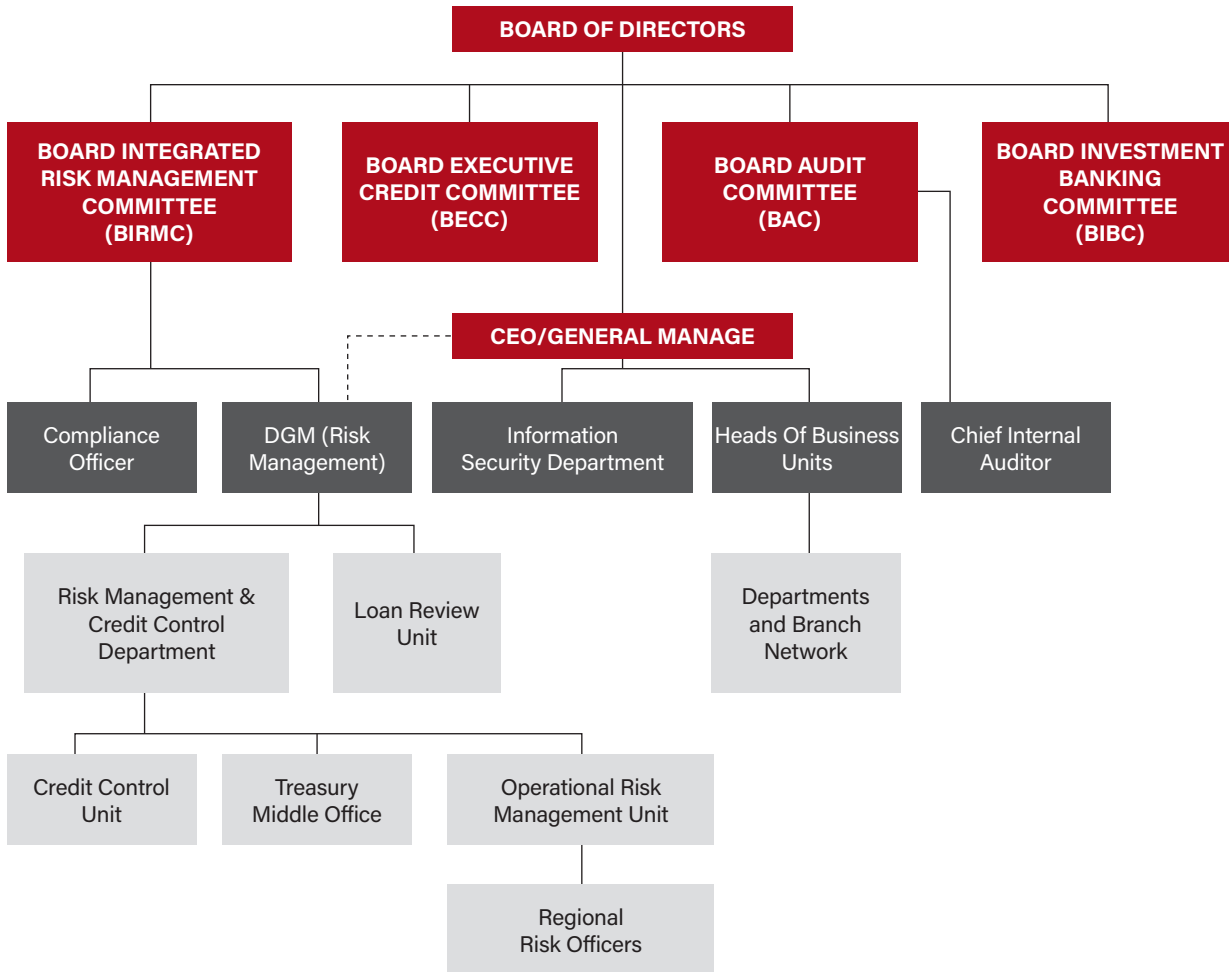 BOARD OF DIRECTORS
BOARD INTEGRATED
RISK MANAGEMENT
COMMITTEE
(BIRMC)
BOARD EXECUTIVE
CREDIT COMMITTEE
(BECC)
BOARD AUDIT
COMMITTEE
(BAC)
BOARD INVESTMENT
BANKING
COMMITTEE
(BIBC)
CEO/GENERAL MANAGE
Compliance
Officer
DGM (Risk
Management)
Information
Security Department
Heads Of Business
Units
Chief Internal
Auditor
Risk Management &
Credit Control
Department
Loan Review
Unit
Departments
and Branch
Network
Credit Control
Unit
Treasury
Middle Office
Operational Risk
Management Unit
Regional
Risk Officers